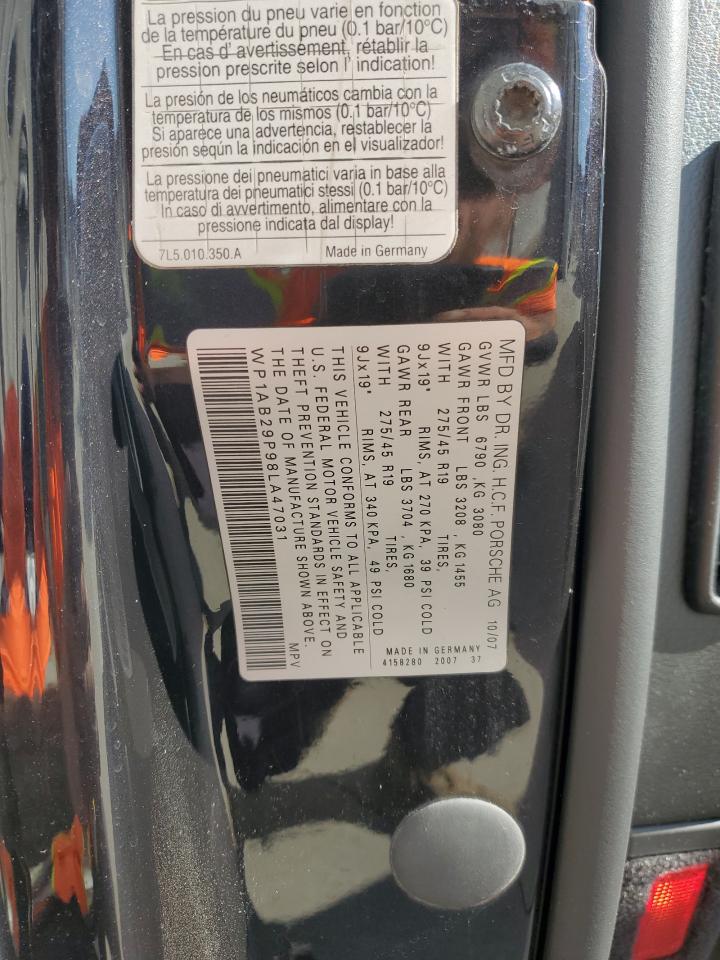 La pression du pneu varie en fonction
de la température du pneu (0.1 bar/10°C)
En cas d' avertissement, rétablir la
pression prescrite selon l' indication!
La presión de los neumáticos cambia con la
temperatura de los mismos (0.1 bar/10°C)
Si aparece una advertencia, restablecer la
presión según la indicación en el visualizador!
La pressione dei pneumatici varia in base alla
temperatura dei pneumatici stessi (0.1 bar/10°C)
In caso di avvertimento, alimentare con la
pressione indicata dal display!
7L5.010.350.A Made in Germany
MFD BY DR. ING. H.C.F. PORSCHE AG 10/07
GVWR LBS 6790 ,KG 3080
GAWR FRONT LBS 3208 , KG1455
WITH 275/45 R19 TIRES,
9Jx19" RIMS, AT 270 KPA, 39 PSI COLD
GAWR REAR LBS 3704 , KG1680
WITH 275/45 R19 TIRES,
9Jx19" RIMS, AT 340 KPA, 49 PSI COLD
MADE IN GERMANY
4158280 2007 37
THIS VEHICLE CONFORMS TO ALL APPLICABLE
U.S. FEDERAL MOTOR VEHICLE SAFETY AND
THEFT PREVENTION STANDARDS IN EFFECT ON
THE DATE OF MANUFACTURE SHOWN ABOVE.
WP1AB29P98LA47031 MPV